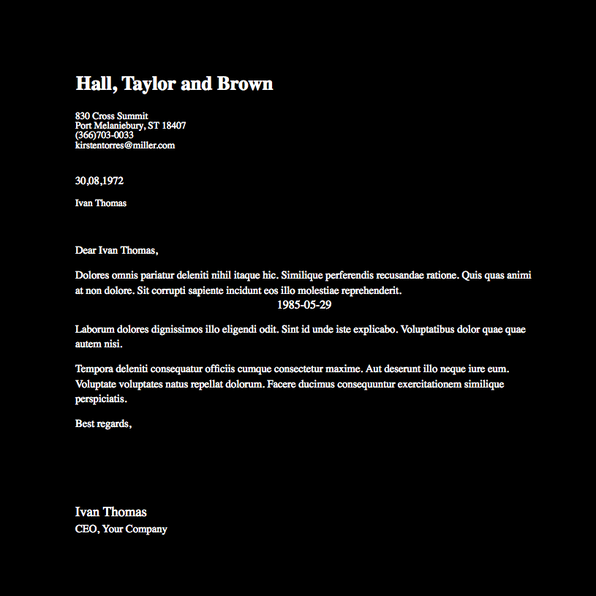 Hall, Taylor and Brown
830 Cross Summit
Port Melaniebury, ST 18407
(366)703-0033
kirstentorres@miller.com
30,08,1972
Ivan Thomas
Dear Ivan Thomas,
Dolores omnis pariatur deleniti nihil itaque hic. Similique perferendis recusandae ratione. Quis quas animi
at non dolore. Sit corrupti sapiente incidunt eos illo molestiae reprehenderit.
1985-05-29
Laborum dolores dignissimos illo eligendi odit. Sint id unde iste explicabo. Voluptatibus dolor quae quae
autem nisi.
Tempora deleniti consequatur officiis cumque consectetur maxime. Aut deserunt illo neque iure eum.
Voluptate voluptates natus repellat dolorum. Facere ducimus consequuntur exercitationem similique
perspiciatis.
Best regards,
Ivan Thomas
CEO, Your Company